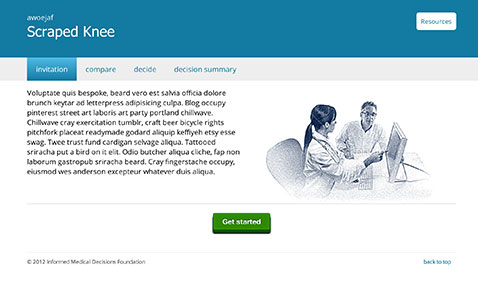 awoejaf
Scraped Knee
Resources
invitation compare decide decision summary
Voluptate quis bespoke, beard vero est salvia officia dolore
brunch keytar ad letterpress adipisicing culpa. Blog occupy
pinterest street art laboris art party portland chillwave.
Chillwave cray exercitation tumblr, craft beer bicycle rights
pitchfork placeat readymade godard aliquip keffiyeh etsy esse
swag. Twee trust fund cardigan selvage aliqua. Tattooed
sriracha put a bird on it elit. Odio butcher aliqua cliche, fap non
laborum gastropub sriracha beard. Cray fingerstache occupy,
eiusmod wes anderson excepteur whatever duis aliqua.
Get started
© 2012 Informed Medical Decisions Foundation
back to top